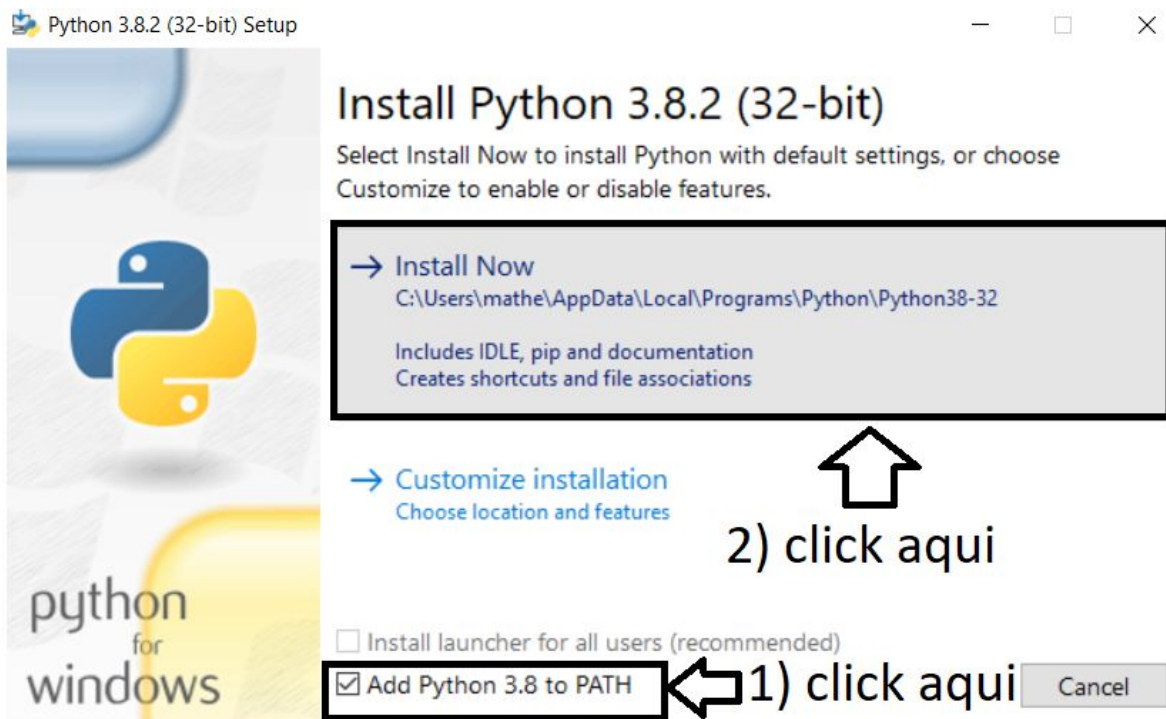 Python 3.8.2 (32-bit) Setup
Install Python 3.8.2 (32-bit)
Select Install Now to install Python with default settings, or choose
Customize to enable or disable features.
→ Install Now
C:\Users\mathe\AppData\Local\Programs\Python\Python38-32
Includes IDLE, pip and documentation
Creates shortcuts and file associations
→ Customize installation
Choose location and features
2) click aqui
python
for
windows
Install launcher for all users (recommended)
Add Python 3.8 to PATH
1) click aqui
Cancel